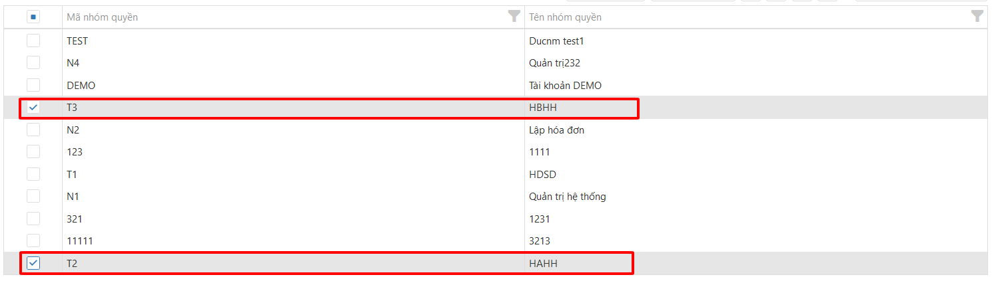 Mã nhóm quyền Tên nhóm quyền
TEST Ducnm test1
N4 Quản trị232
DEMO Tài khoản DEMO
T3 HBHH
N2 Lập hóa đơn
123 1111
T1 HDSD
N1 Quản trị hệ thống
321 1231
11111 3213
T2 HAHH